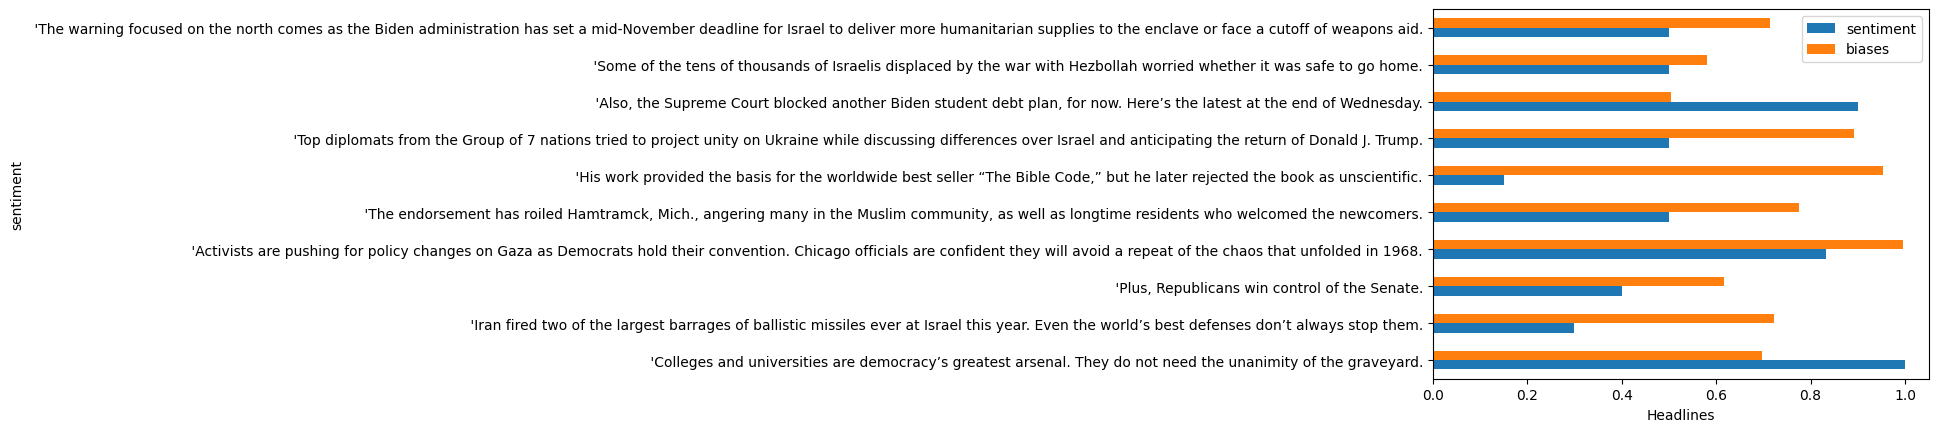 'The warning focused on the north comes as the Biden administration has set a mid-November deadline for Israel to deliver more humanitarian supplies to the enclave or face a cutoff of weapons aid.
'Some of the tens of thousands of Israelis displaced by the war with Hezbollah worried whether it was safe to go home.
'Also, the Supreme Court blocked another Biden student debt plan, for now. Here’s the latest at the end of Wednesday.
'Top diplomats from the Group of 7 nations tried to project unity on Ukraine while discussing differences over Israel and anticipating the return of Donald J. Trump.
'His work provided the basis for the worldwide best seller “The Bible Code,” but he later rejected the book as unscientific.
'The endorsement has roiled Hamtramck, Mich., angering many in the Muslim community, as well as longtime residents who welcomed the newcomers.
'Activists are pushing for policy changes on Gaza as Democrats hold their convention. Chicago officials are confident they will avoid a repeat of the chaos that unfolded in 1968.
'Plus, Republicans win control of the Senate.
'Iran fired two of the largest barrages of ballistic missiles ever at Israel this year. Even the world’s best defenses don’t always stop them.
'Colleges and universities are democracy’s greatest arsenal. They do not need the unanimity of the graveyard.
sentiment
sentiment
biases
0.0 0.2 0.4 0.6 0.8 1.0
Headlines